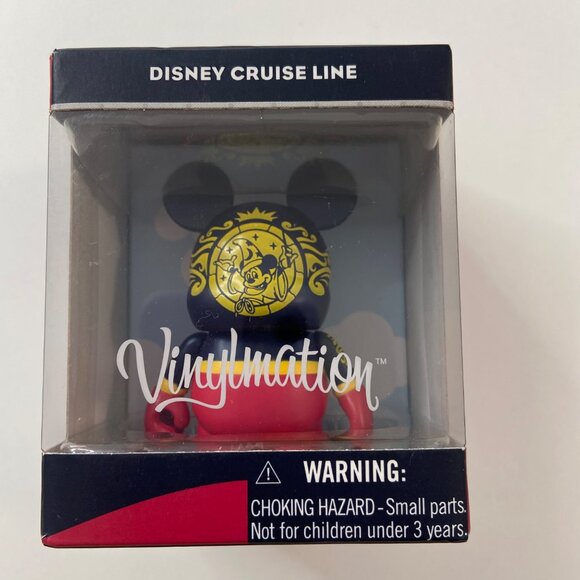 DISNEY CRUISE LINE
Vinylmation™
⚠ WARNING:
CHOKING HAZARD - Small parts.
Not for children under 3 years.